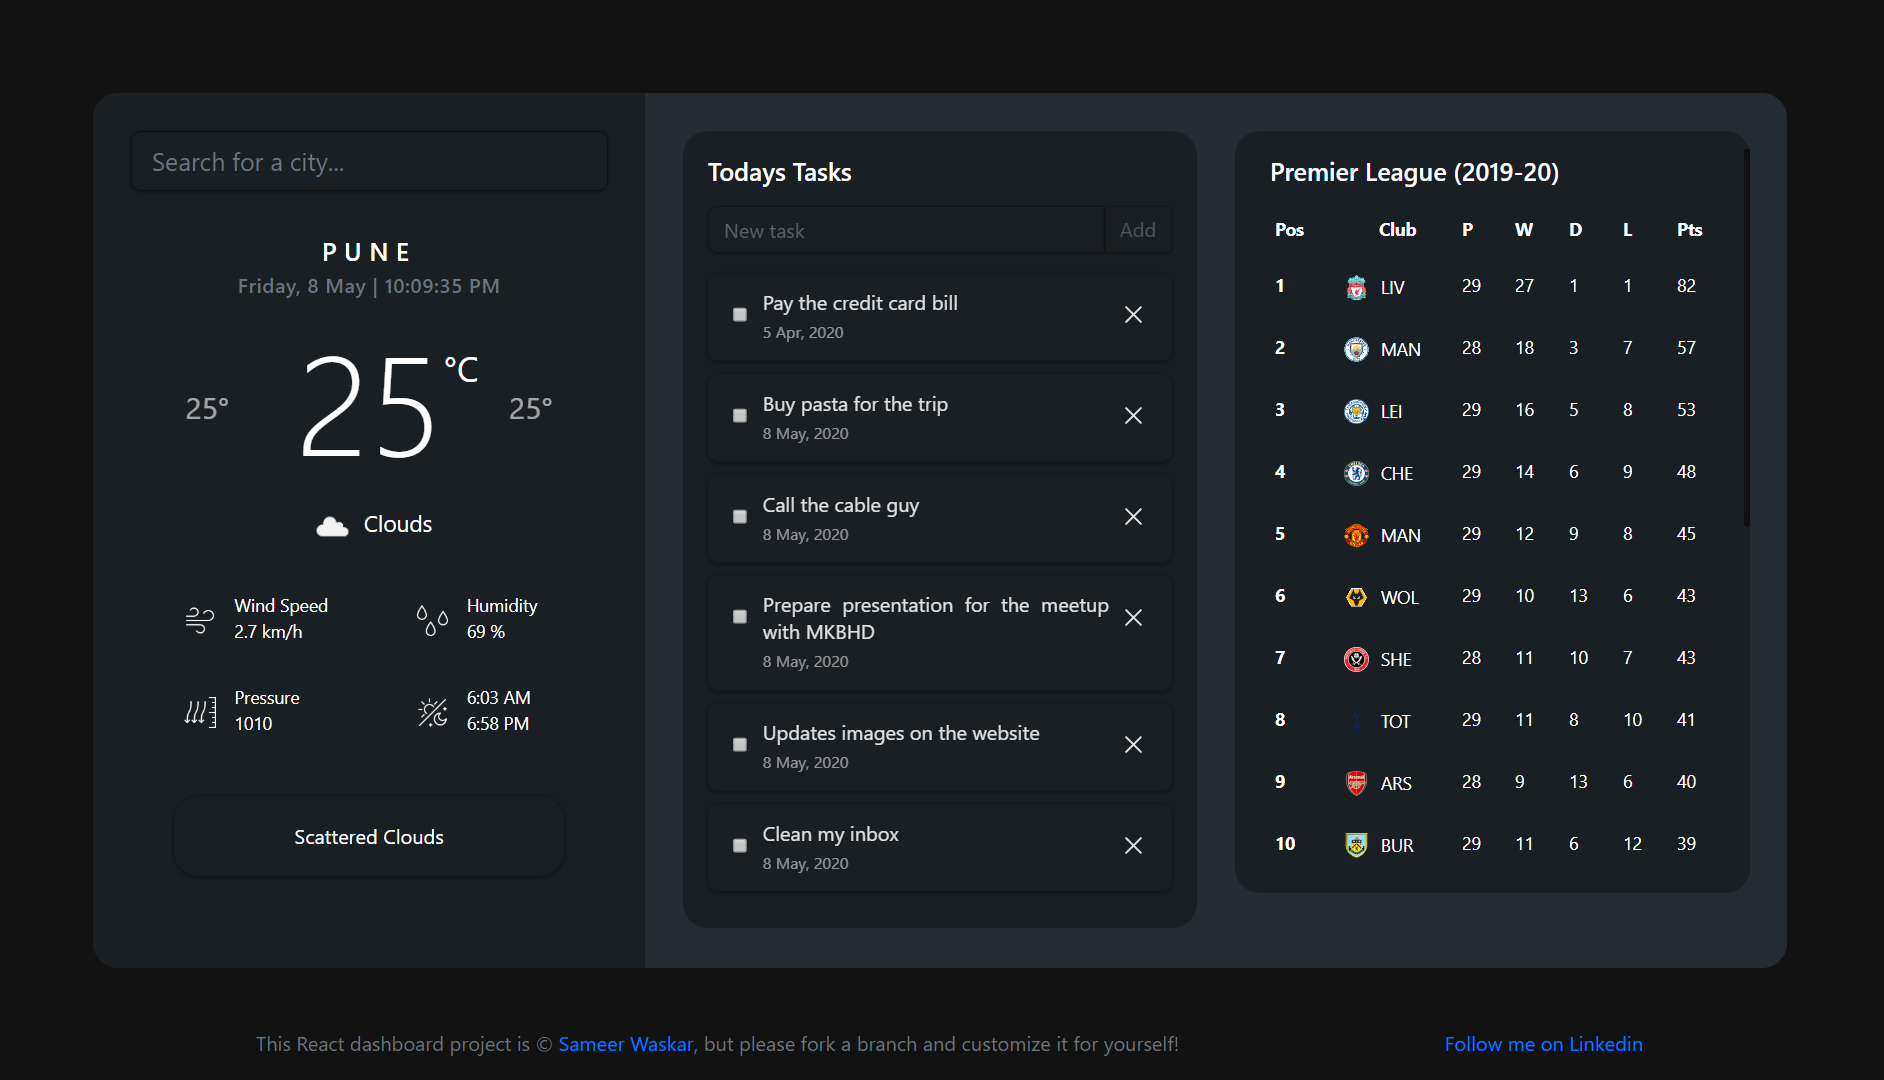 Search for a city...
PUNE
Friday, 8 May | 10:09:35 PM
25°
25 °C
25°
Clouds
Wind Speed
2.7 km/h
Humidity
69 %
Pressure
1010
6:03 AM
6:58 PM
Scattered Clouds
Todays Tasks
New task
Add
Pay the credit card bill
5 Apr, 2020
Buy pasta for the trip
8 May, 2020
Call the cable guy
8 May, 2020
Prepare presentation for the meetup
with MKBHD
8 May, 2020
Updates images on the website
8 May, 2020
Clean my inbox
8 May, 2020
Premier League (2019-20)
Pos Club P W D L Pts
1 LIV 29 27 1 1 82
2 MAN 28 18 3 7 57
3 LEI 29 16 5 8 53
4 CHE 29 14 6 9 48
5 MAN 29 12 9 8 45
6 WOL 29 10 13 6 43
7 SHE 28 11 10 7 43
8 TOT 29 11 8 10 41
9 ARS 28 9 13 6 40
10 BUR 29 11 6 12 39
This React dashboard project is © Sameer Waskar, but please fork a branch and customize it for yourself!
Follow me on Linkedin